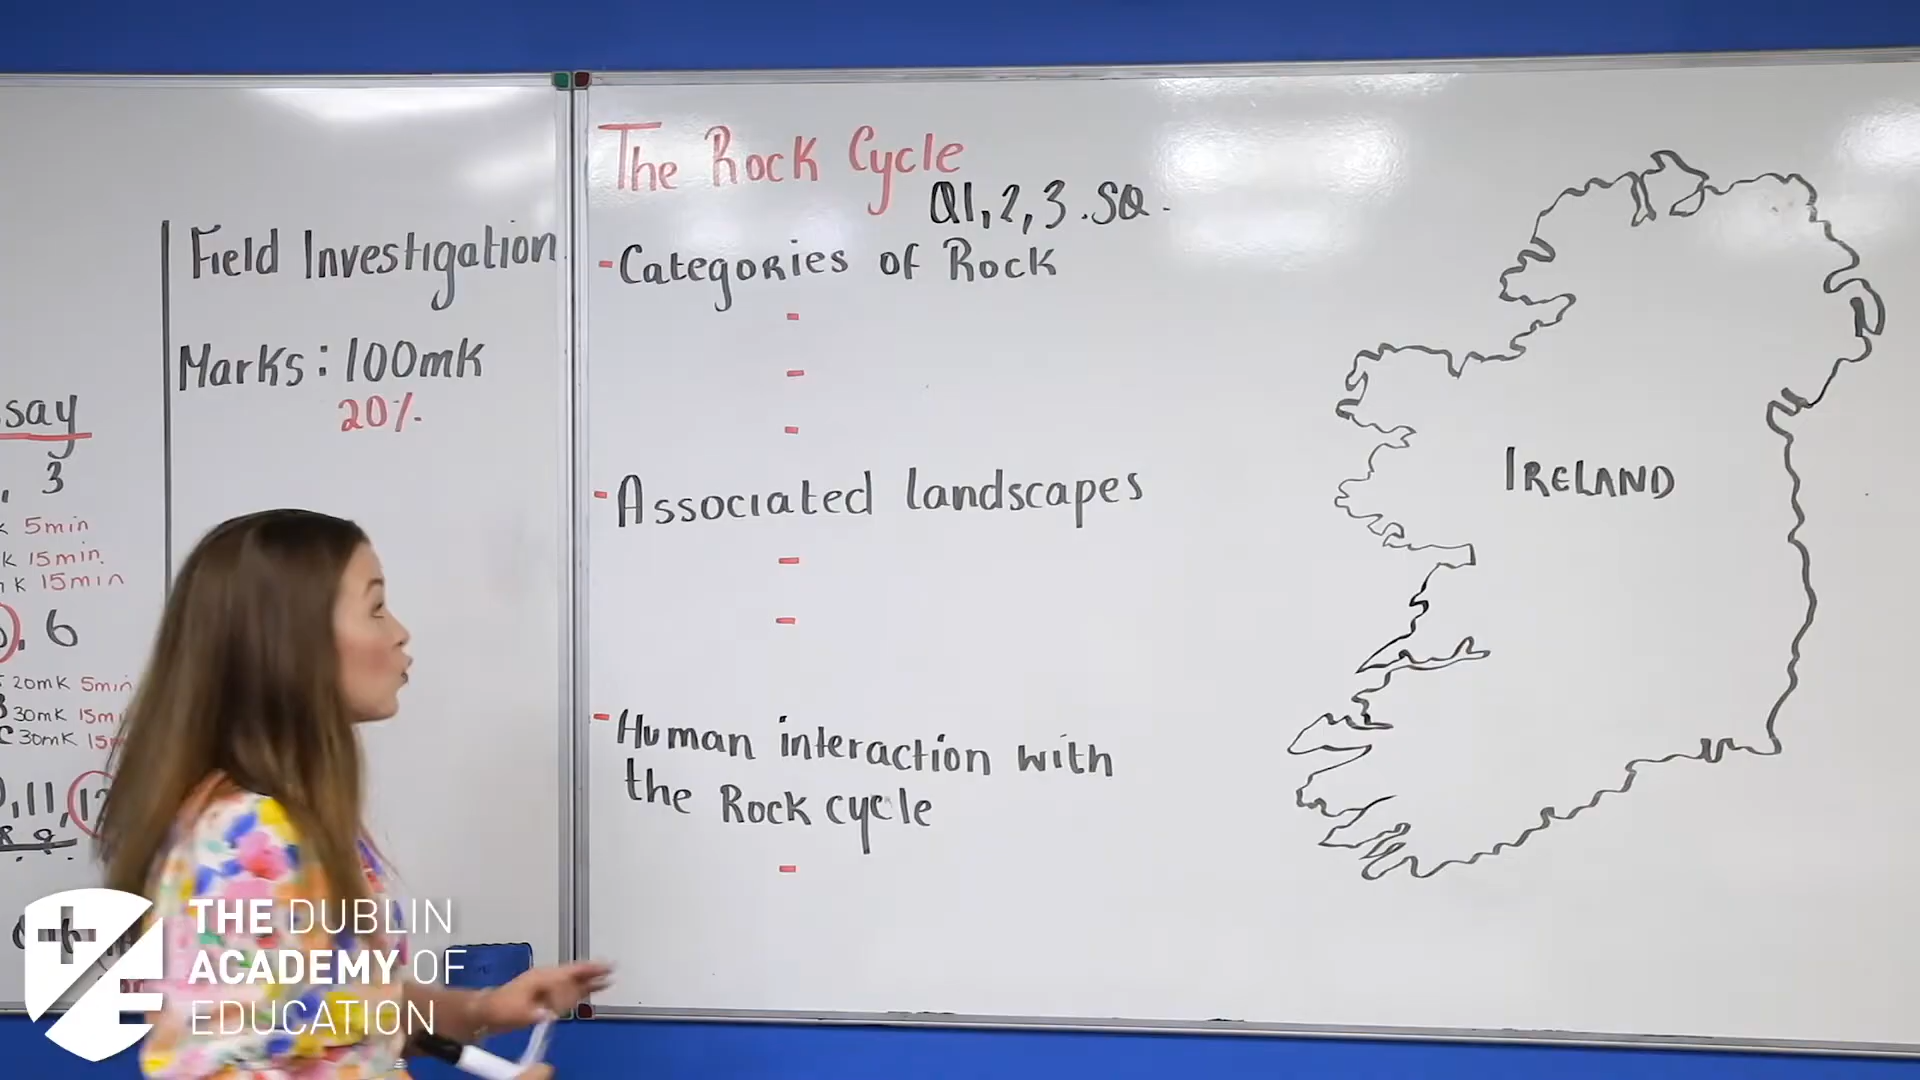 The Rock Cycle
Q1, 2, 3. SQ.
- Categories of Rock
-
-
-
- Associated landscapes
-
-
- Human interaction with
the Rock cycle
-
IRELAND
Field Investigation
Marks: 100mk
20%
say
, 3
5min
k 15min
k 15min
, 6
20mk 5min
30mk 15mi
C 30mk 15
,11,
THE DUBLIN
ACADEMY OF
EDUCATION